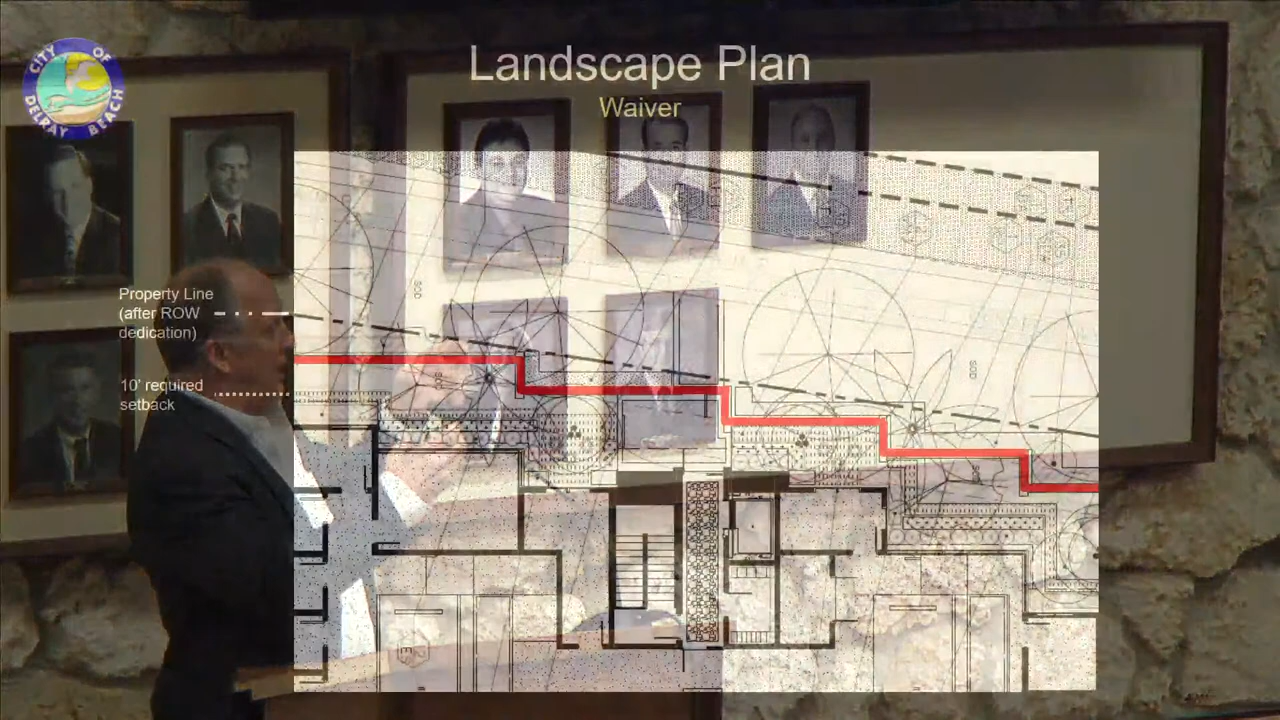 CITY OF
DELRAY BEACH
Landscape Plan
Waiver
Property Line
(after ROW
dedication)
10' required
setback
SOD
SOD
SOD